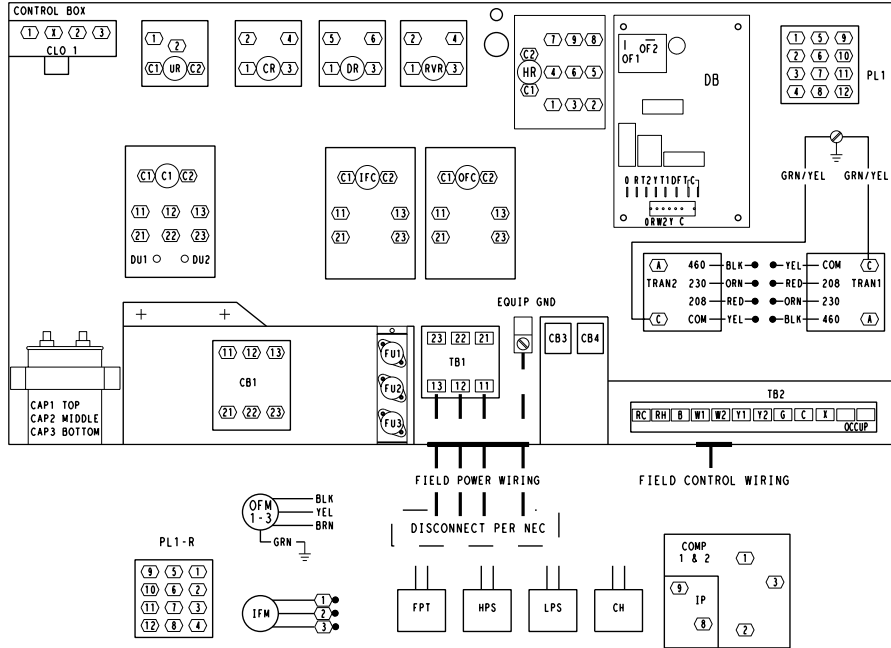 CONTROL BOX
1 X 2 3
CLO 1
1
2
C1 UR C2
2 4
1 CR 3
5 6
1 DR 3
2 4
1 RVR 3
7 9 8
C2
HR 4 6 5
C1
1 3 2
OF1
OF2
DB
O R T2 Y T1 DF T C
O R W2 Y C
1 5 9
2 6 10
3 7 11
4 8 12
PL1
GRN/YEL GRN/YEL
C1 C1 C2
11 12 13
21 22 23
DU1 DU2
C1 IFC C2
11 13
21 23
C1 OFC C2
11 13
21 23
A 460 BLK YEL COM C
TRAN2 230 ORN RED 208 TRAN1
208 RED ORN 230
C COM YEL BLK 460 A
EQUIP GND
CAP1 TOP
CAP2 MIDDLE
CAP3 BOTTOM
11 12 13
CB1
21 22 23
FU1
FU2
FU3
23 22 21
TB1
13 12 11
CB3 CB4
TB2
RC RH B W1 W2 Y1 Y2 G C X
OCCUP
FIELD POWER WIRING
FIELD CONTROL WIRING
DISCONNECT PER NEC
OFM
1-3
BLK
YEL
BRN
GRN
PL1-R
9 5 1
10 6 2
11 7 3
12 8 4
IFM
1
2
3
FPT
HPS
LPS
CH
COMP
1 & 2
1
3
9
IP
8
2